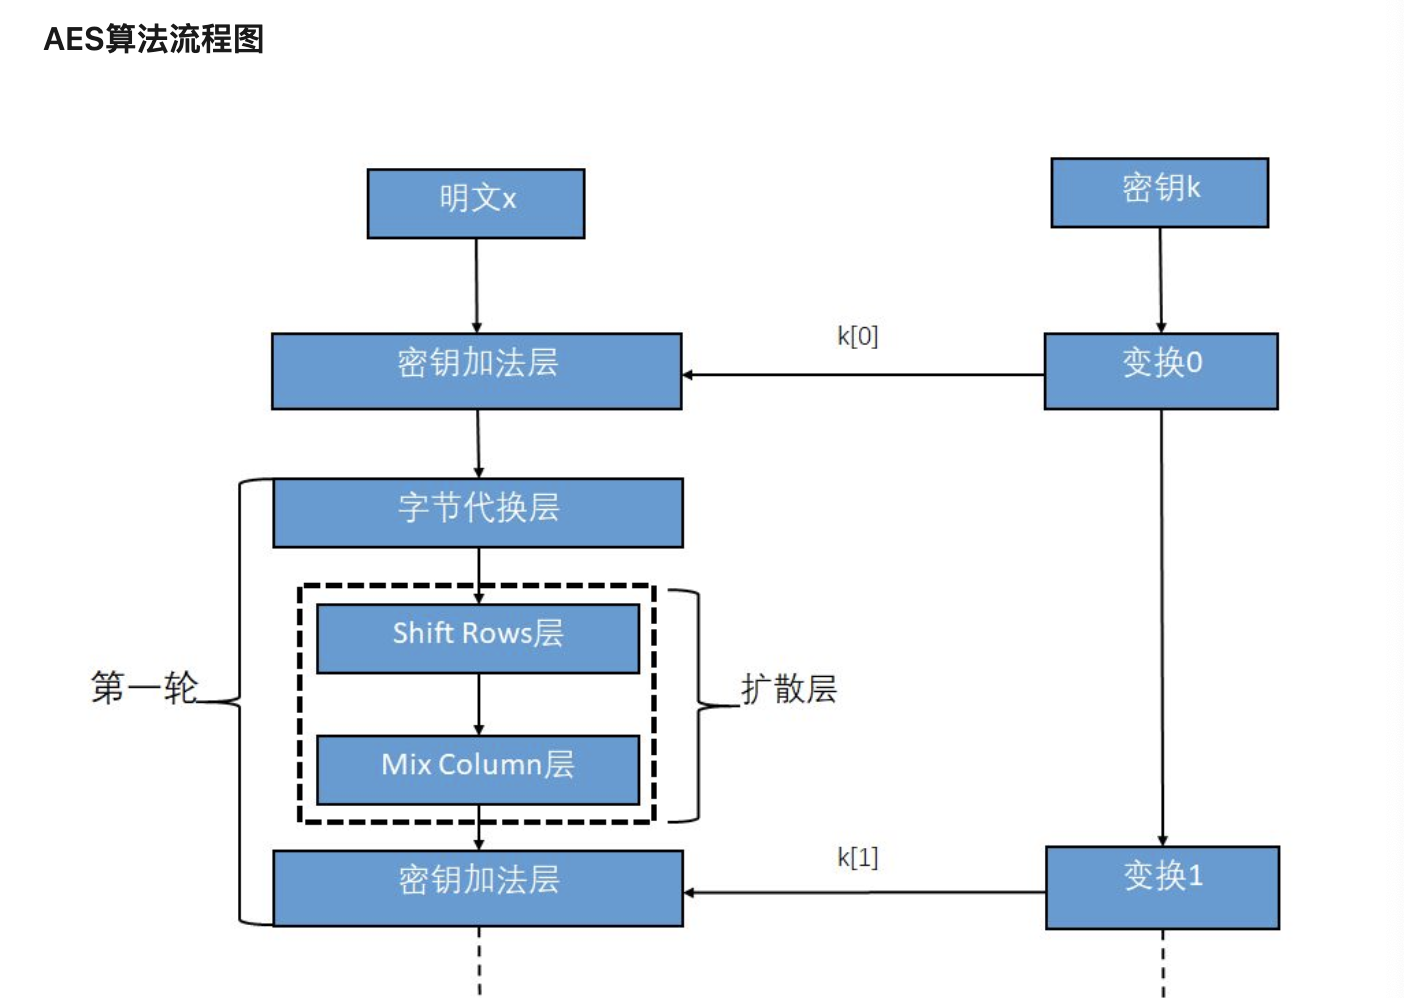 AES算法流程图
明文x
密钥k
k[0]
密钥加法层
变换0
字节代换层
Shift Rows层
第一轮
扩散层
Mix Column层
k[1]
密钥加法层
变换1